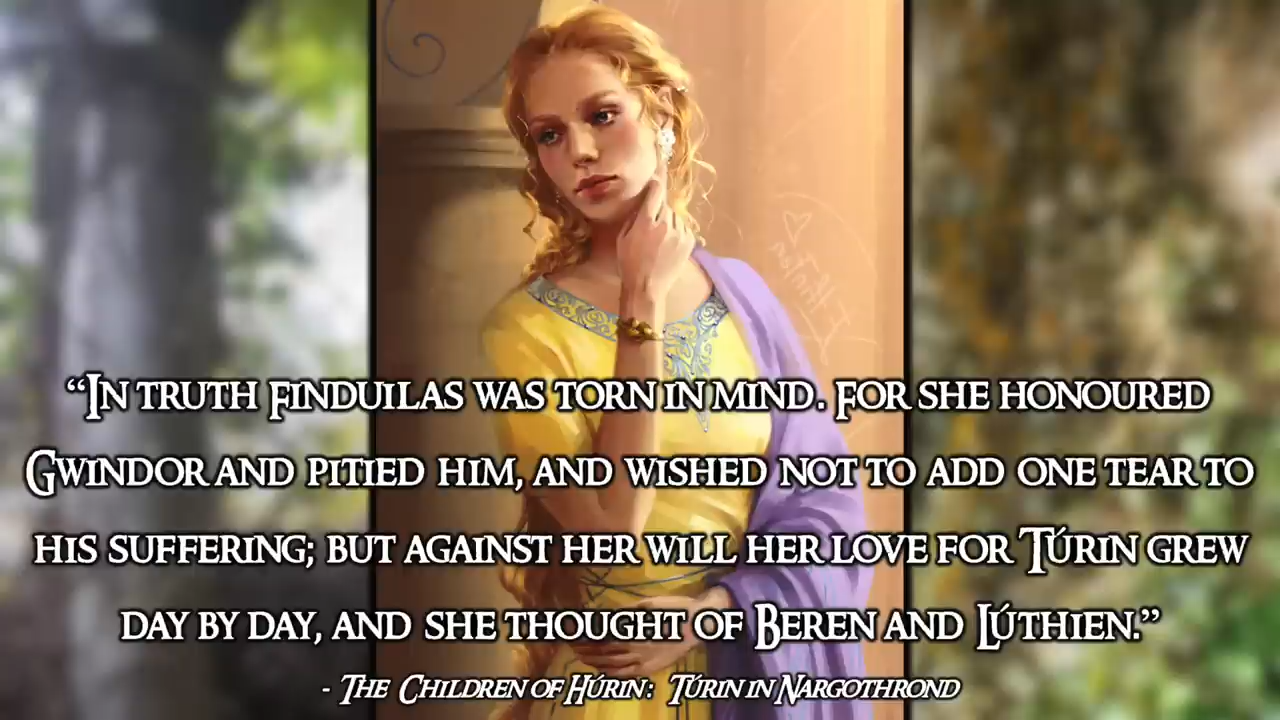 “In truth Finduilas was torn in mind. For she honoured
Gwindor and pitied him, and wished not to add one tear to
his suffering; but against her will her love for Túrin grew
day by day, and she thought of Beren and Lúthien.”
- The Children of Húrin: Túrin in Nargothrond